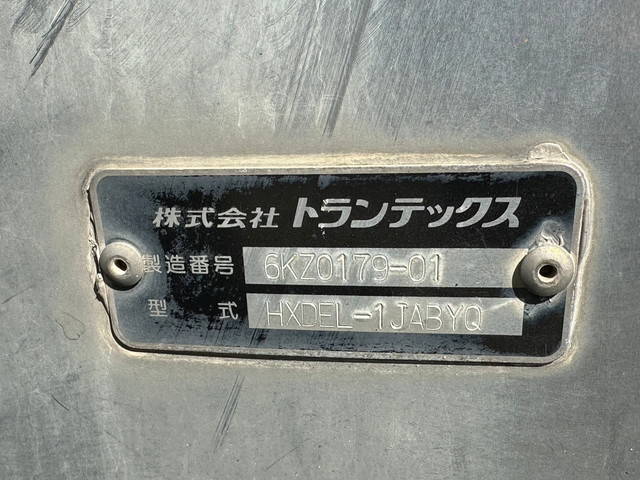 株式会社 トランテックス
製造番号 6KZ0179-01
型 式 HXDEL-1JABYQ